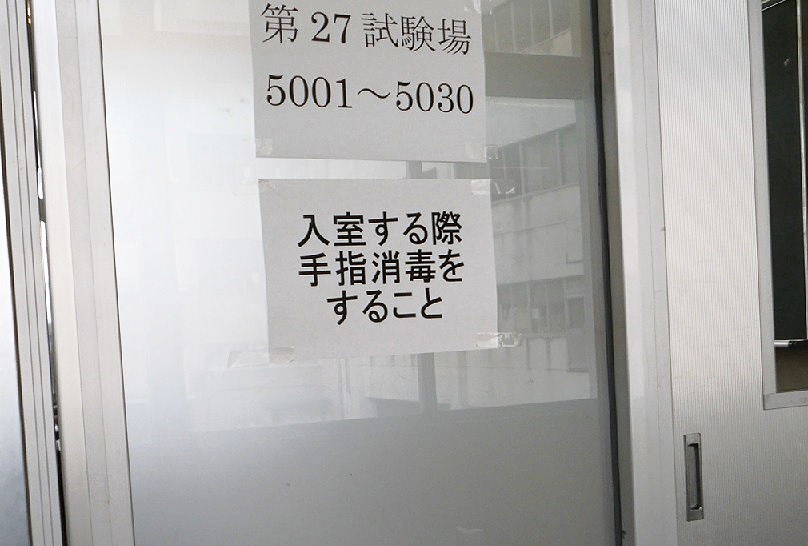 第27試験場
5001～5030
入室する際
手指消毒を
すること